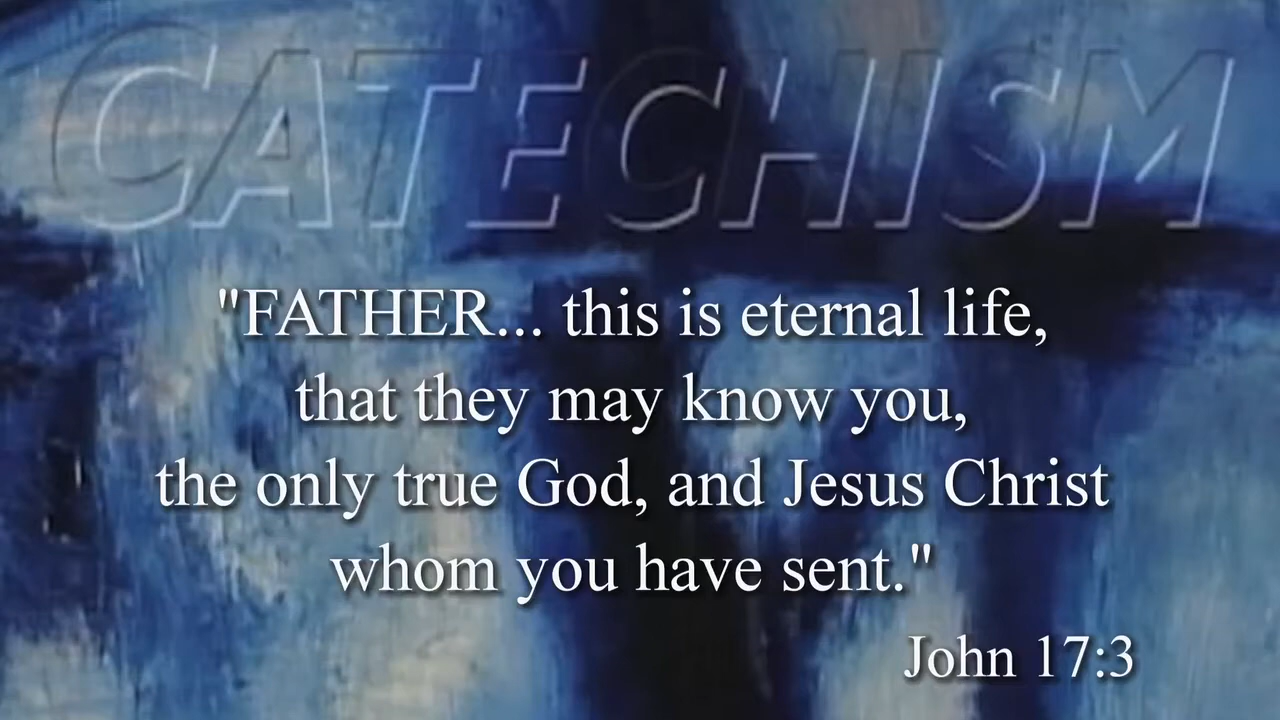 CATECHISM
"FATHER... this is eternal life,
that they may know you,
the only true God, and Jesus Christ
whom you have sent."
John 17:3